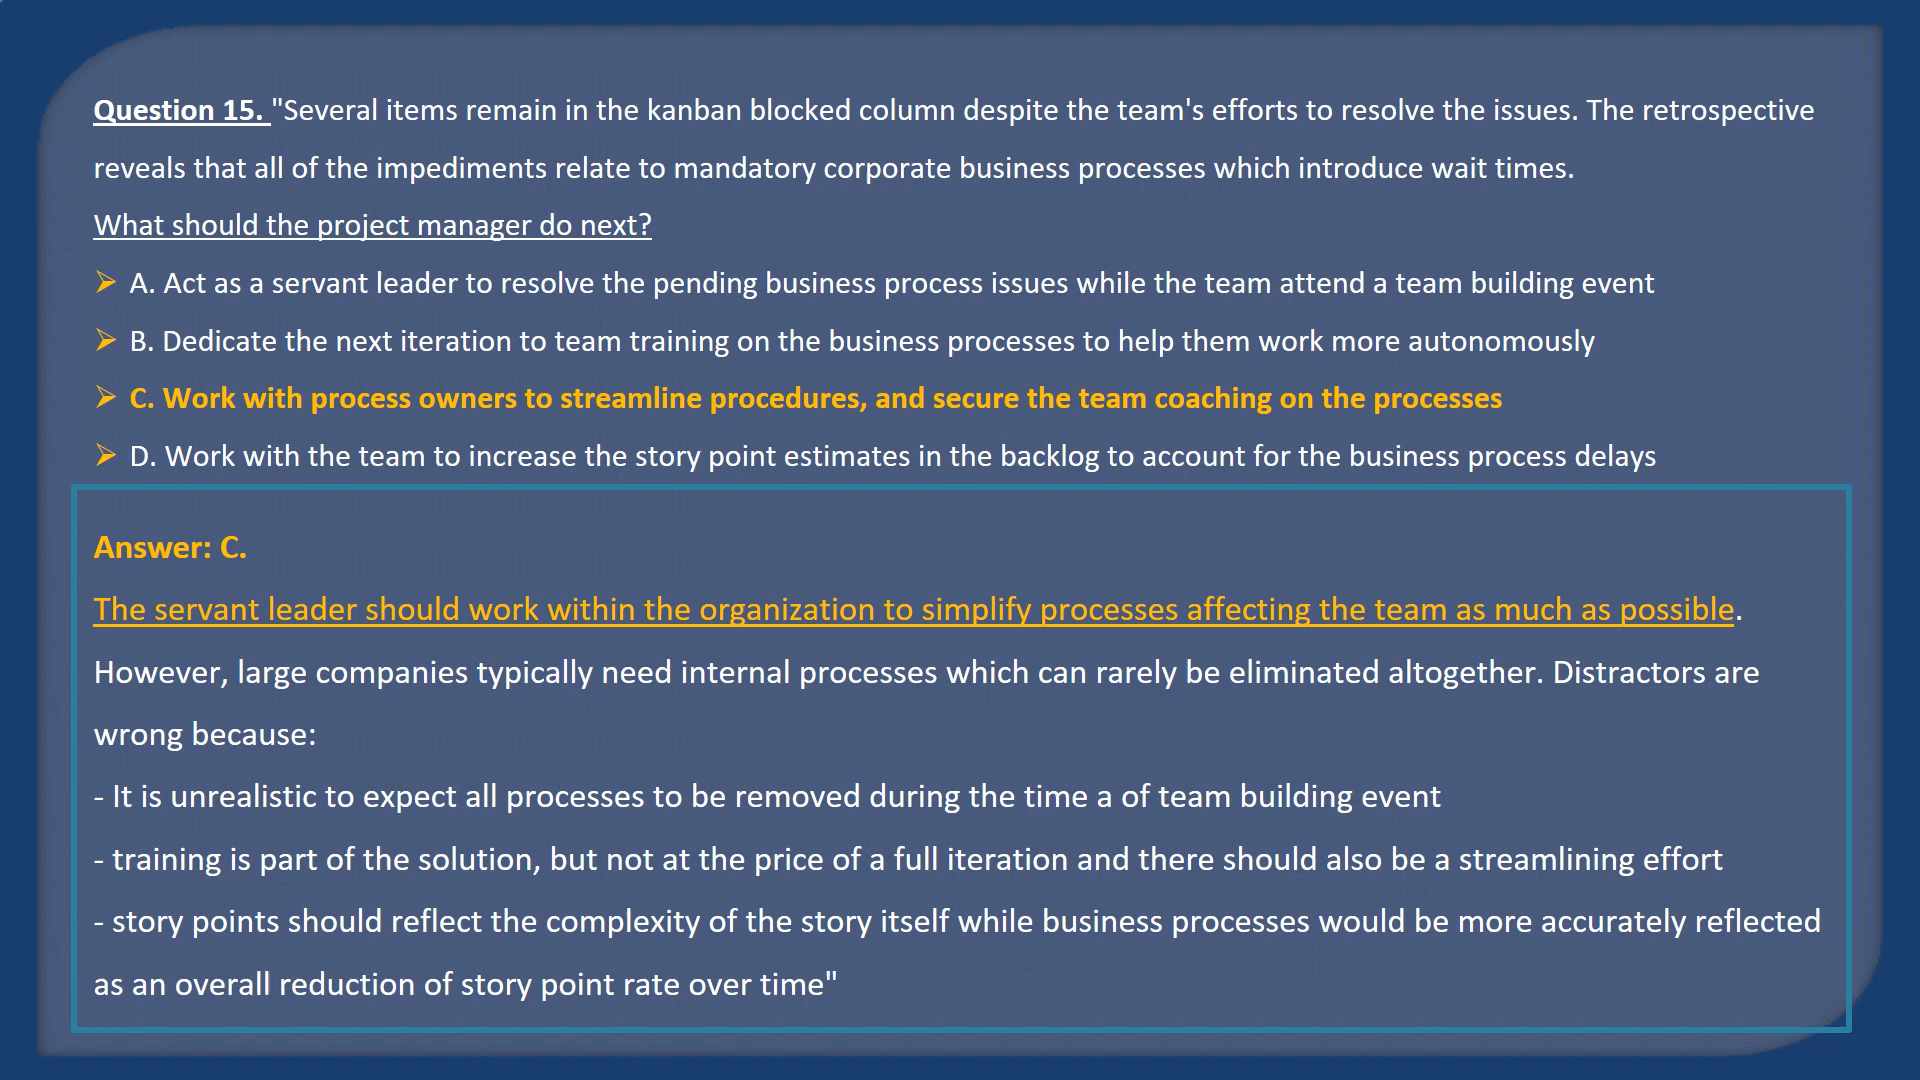 Question 15. "Several items remain in the kanban blocked column despite the team's efforts to resolve the issues. The retrospective
reveals that all of the impediments relate to mandatory corporate business processes which introduce wait times.
What should the project manager do next?
➢ A. Act as a servant leader to resolve the pending business process issues while the team attend a team building event
➢ B. Dedicate the next iteration to team training on the business processes to help them work more autonomously
➢ C. Work with process owners to streamline procedures, and secure the team coaching on the processes
➢ D. Work with the team to increase the story point estimates in the backlog to account for the business process delays
Answer: C.
The servant leader should work within the organization to simplify processes affecting the team as much as possible.
However, large companies typically need internal processes which can rarely be eliminated altogether. Distractors are
wrong because:
- It is unrealistic to expect all processes to be removed during the time a of team building event
- training is part of the solution, but not at the price of a full iteration and there should also be a streamlining effort
- story points should reflect the complexity of the story itself while business processes would be more accurately reflected
as an overall reduction of story point rate over time"